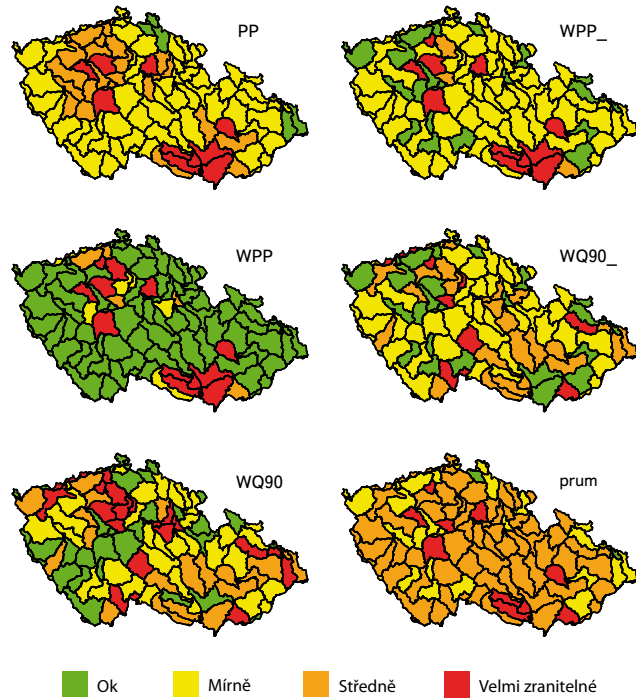 PP
WPP_
WPP
WQ90_
WQ90
prum
Ok
Mírně
Středně
Velmi zranitelné